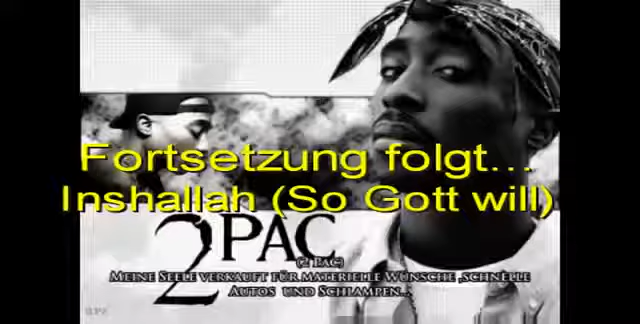 Fortsetzung folgt...
Inshallah (So Gott will)
2PAC
(2 PAC)
MEINE SEELE VERKAUFT FÜR MATERIELLE WÜNSCHE ,SCHNELLE
AUTOS UND SCHLAMPEN...